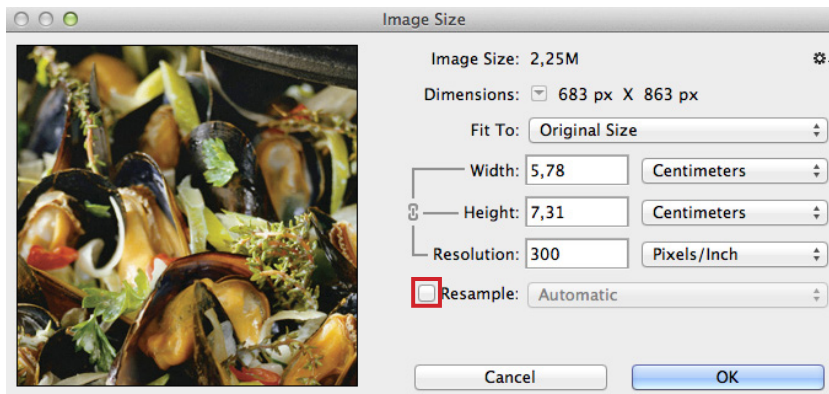 Image Size
Image Size: 2,25M
Dimensions: 683 px X 863 px
Fit To: Original Size
Width: 5,78 Centimeters
Height: 7,31 Centimeters
Resolution: 300 Pixels/Inch
Resample: Automatic
Cancel OK